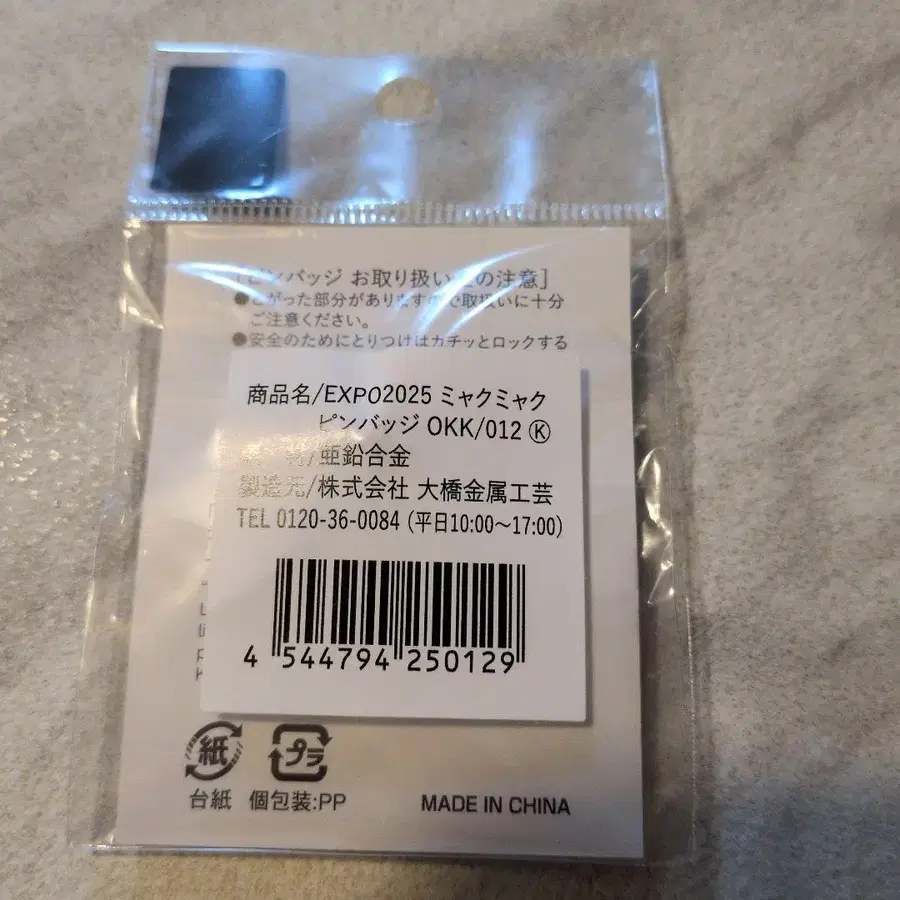 [ピンバッジ お取り扱い上の注意]
●とがった部分がありますので取扱いに十分
ご注意ください。
●安全のためにとりつけはカチッとロックする
商品名/EXPO2025 ミャクミャク
ピンバッジ OKK/012 Ⓚ
材/亜鉛合金
製造元/株式会社 大橋金属工芸
TEL 0120-36-0084 (平日10:00~17:00)
4 544794 250129
紙 プラ
台紙 個包装:PP MADE IN CHINA